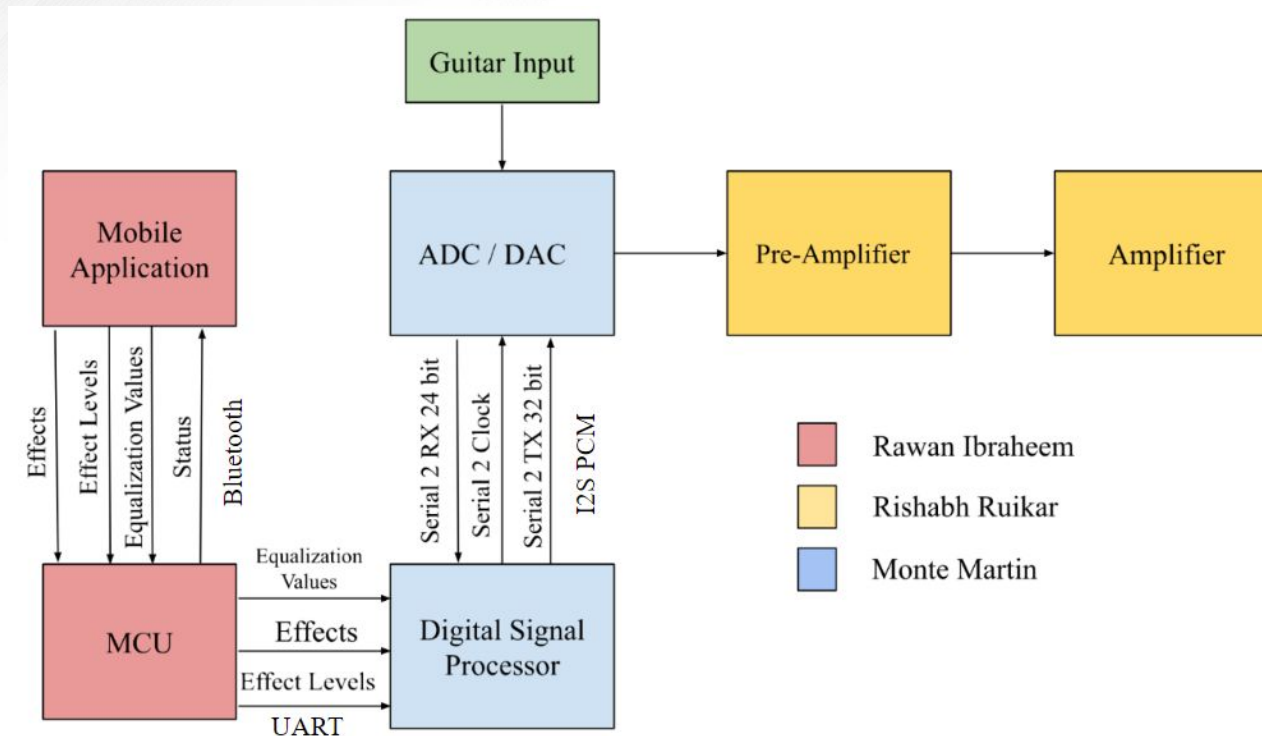 Guitar Input
Mobile
Application
ADC / DAC
Pre-Amplifier
Amplifier
Effects
Effect Levels
Equalization Values
Status
Bluetooth
Serial 2 RX 24 bit
Serial 2 Clock
Serial 2 TX 32 bit
I2S PCM
Rawan Ibraheem
Rishabh Ruikar
Monte Martin
MCU
Equalization
Values
Effects
Effect Levels
UART
Digital Signal
Processor